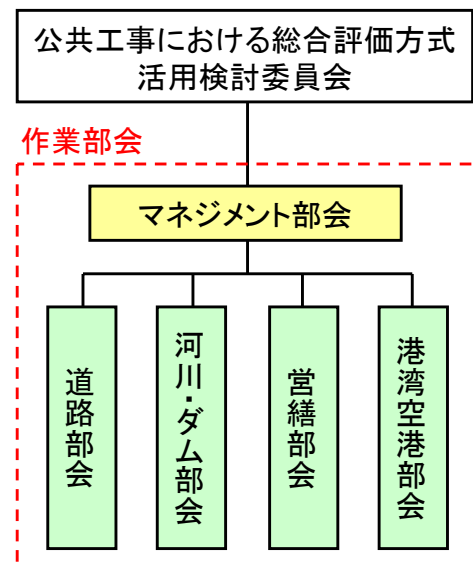 公共工事における総合評価方式
活用検討委員会
作業部会
マネジメント部会
道路部会
河川・ダム部会
営繕部会
港湾空港部会